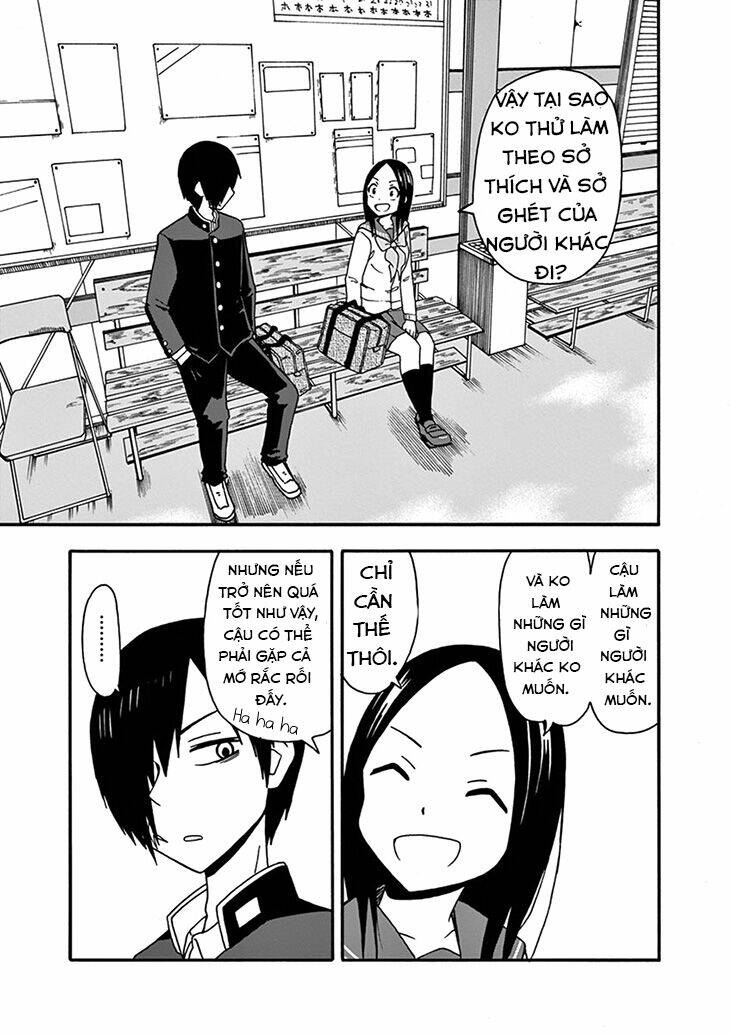 VẬY TẠI SAO
KO THỬ LÀM
THEO SỞ
THÍCH VÀ SỞ
GHÉT CỦA
NGƯỜI KHÁC
ĐI?
CẬU
LÀM
NHỮNG
GÌ
NGƯỜI
KHÁC
MUỐN.
VÀ KO
LÀM
NHỮNG GÌ
NGƯỜI
KHÁC KO
MUỐN.
CHỈ
CẦN
THẾ
THÔI.
NHƯNG NẾU
TRỞ NÊN QUÁ
TỐT NHƯ VẬY,
CẬU CÓ THỂ
PHẢI GẶP CẢ
MỚ RẮC RỐI
ĐẤY.
Ha ha ha
.........